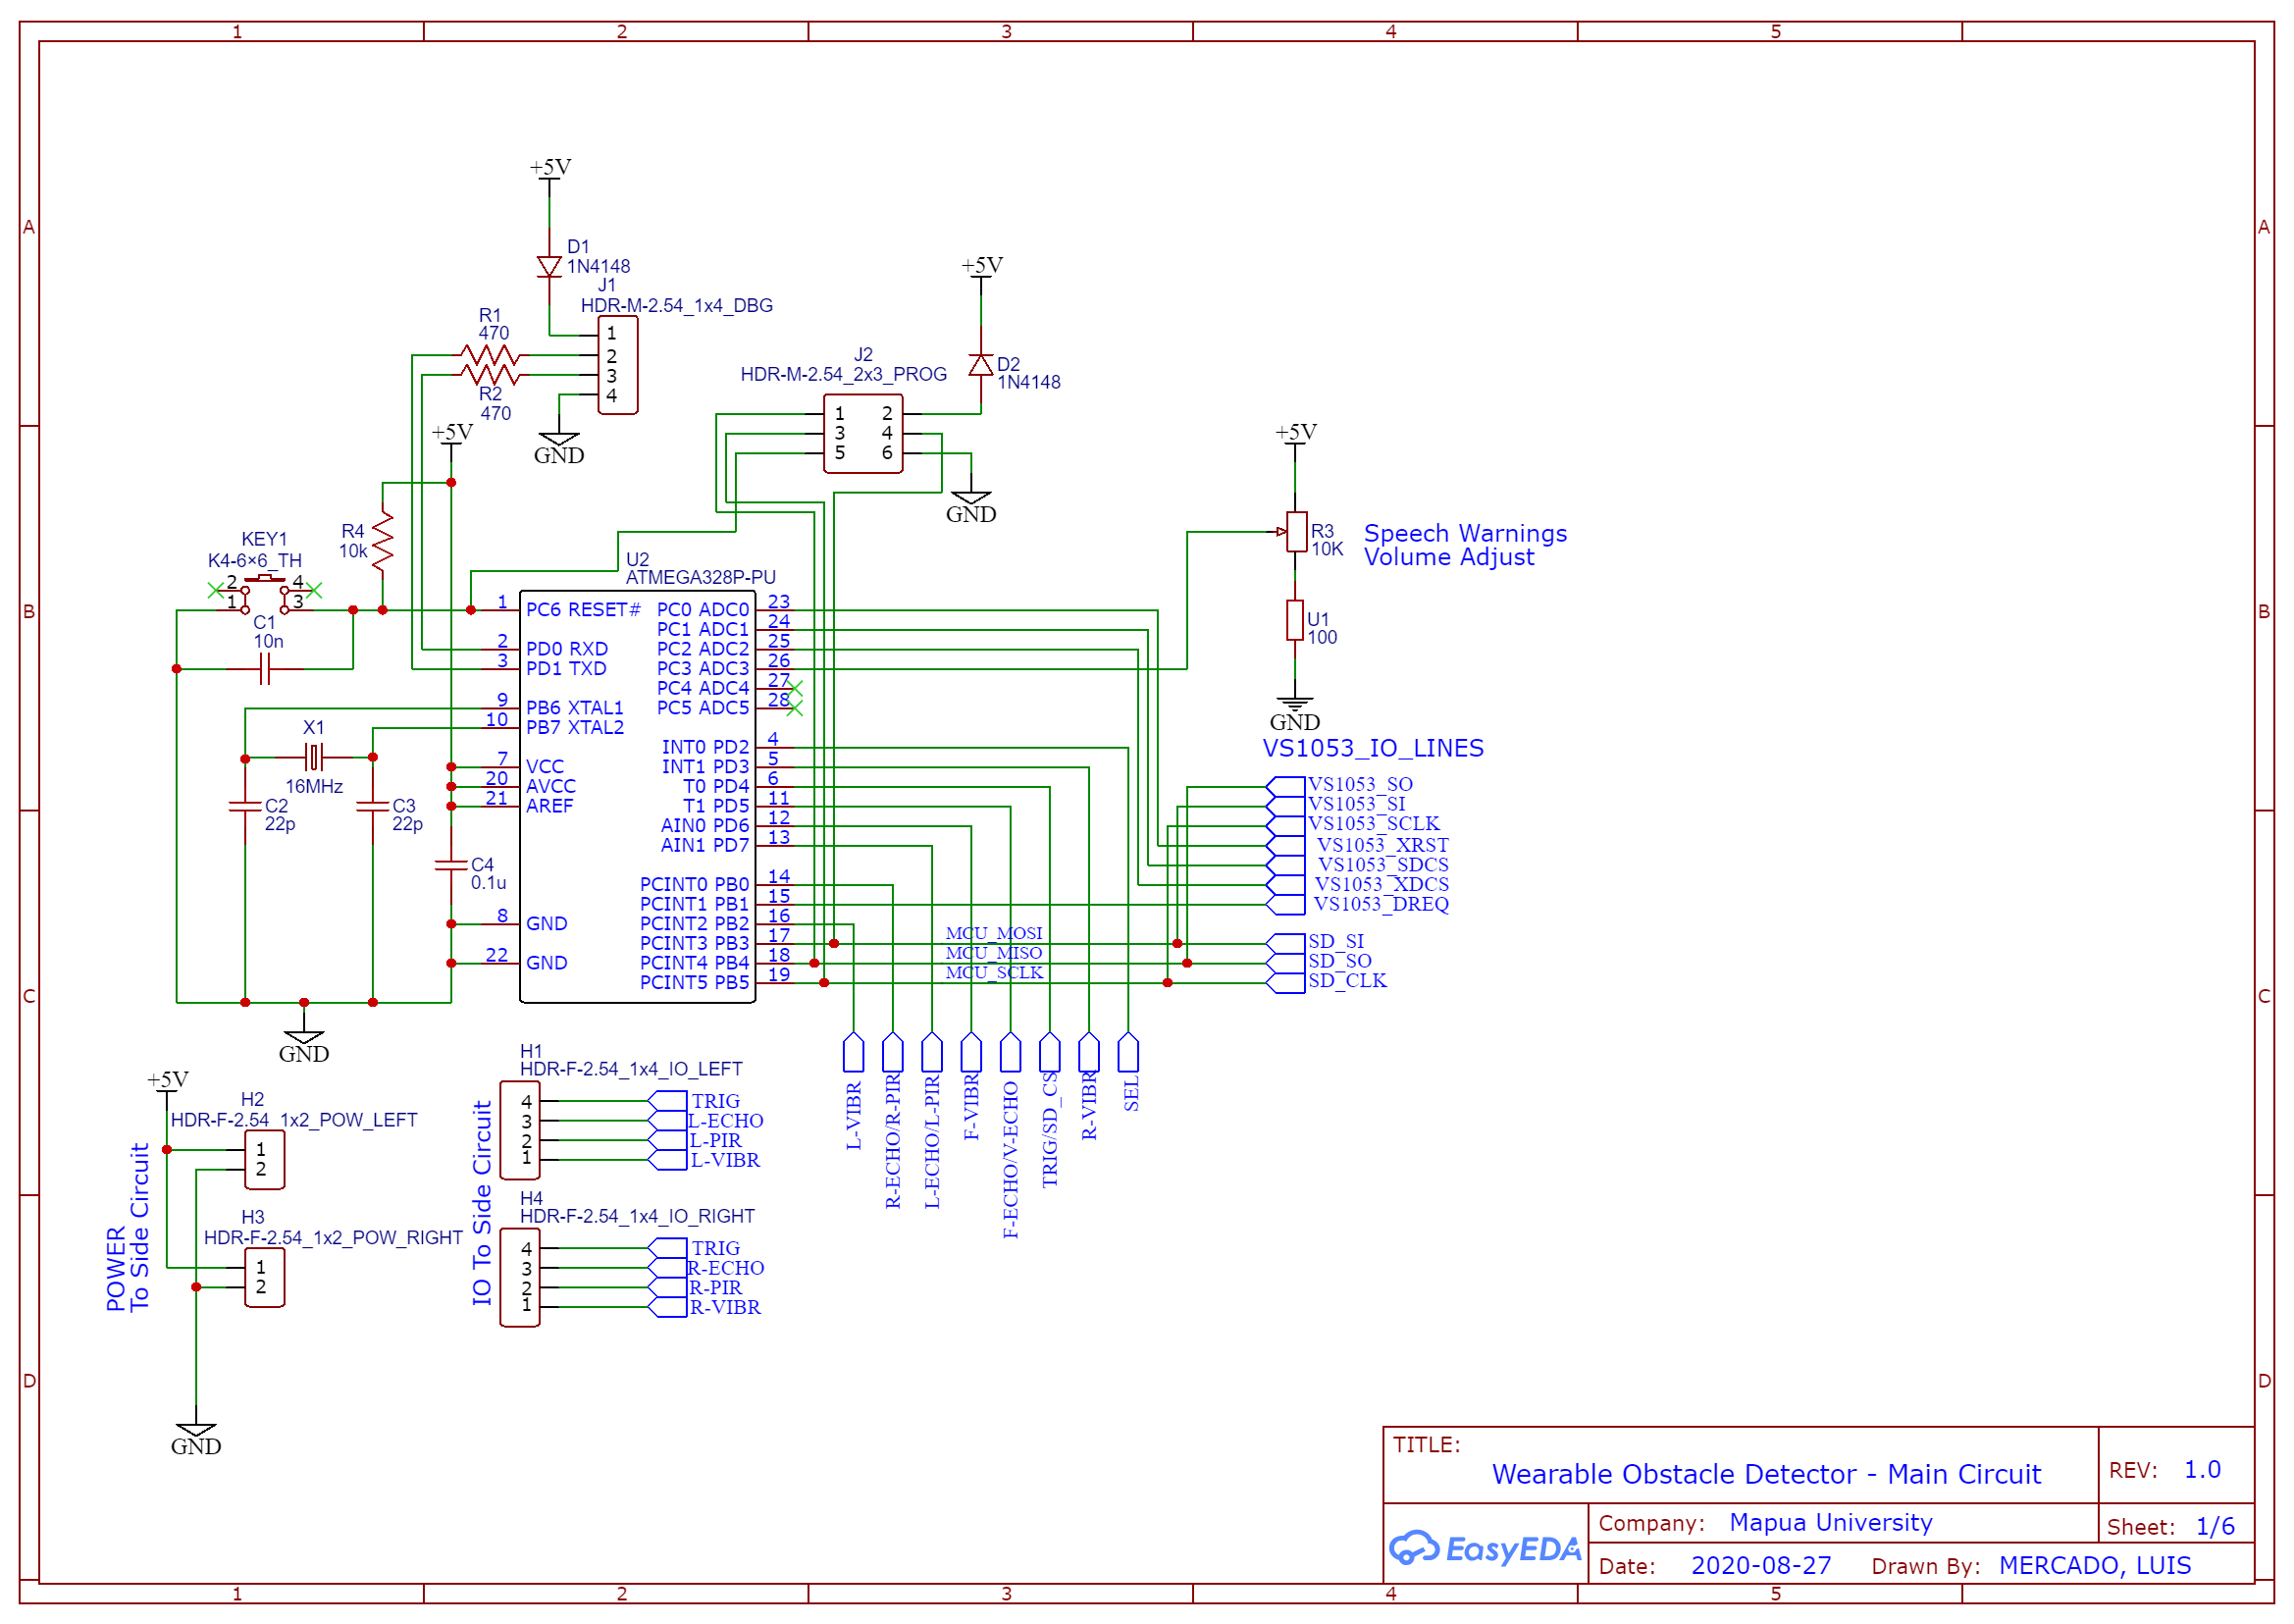 1 2 3 4 5
A A
B B
C C
D D
+5V
D1
1N4148
J1
HDR-M-2.54_1x4_DBG
R1
470
1
2
3
4
R2
470
GND
+5V
+5V
J2
HDR-M-2.54_2x3_PROG
D2
1N4148
1 2
3 4
5 6
GND
KEY1
K4-6×6_TH
2 4
1 3
R4
10k
C1
10n
U2
ATMEGA328P-PU
1 PC6 RESET#
2 PD0 RXD
3 PD1 TXD
9 PB6 XTAL1
10 PB7 XTAL2
7 VCC
20 AVCC
21 AREF
8 GND
22 GND
PC0 ADC0 23
PC1 ADC1 24
PC2 ADC2 25
PC3 ADC3 26
PC4 ADC4 27
PC5 ADC5 28
INT0 PD2 4
INT1 PD3 5
T0 PD4 6
T1 PD5 11
AIN0 PD6 12
AIN1 PD7 13
PCINT0 PB0 14
PCINT1 PB1 15
PCINT2 PB2 16
PCINT3 PB3 17
PCINT4 PB4 18
PCINT5 PB5 19
X1
16MHz
C2
22p
C3
22p
C4
0.1u
GND
+5V
R3
10K
Speech Warnings
Volume Adjust
U1
100
GND
VS1053_IO_LINES
VS1053_SO
VS1053_SI
VS1053_SCLK
VS1053_XRST
VS1053_SDCS
VS1053_XDCS
VS1053_DREQ
MCU_MOSI
MCU_MISO
MCU_SCLK
SD_SI
SD_SO
SD_CLK
L-VIBR
R-ECHO/R-PIR
L-ECHO/L-PIR
F-VIBR
F-ECHO/V-ECHO
TRIG/SD_CS
R-VIBR
SEL
+5V
H2
HDR-F-2.54_1x2_POW_LEFT
1
2
H3
HDR-F-2.54_1x2_POW_RIGHT
1
2
POWER
To Side Circuit
GND
H1
HDR-F-2.54_1x4_IO_LEFT
4 TRIG
3 L-ECHO
2 L-PIR
1 L-VIBR
IO To Side Circuit
H4
HDR-F-2.54_1x4_IO_RIGHT
4 TRIG
3 R-ECHO
2 R-PIR
1 R-VIBR
TITLE:
Wearable Obstacle Detector - Main Circuit
REV: 1.0
EasyEDA
Company: Mapua University
Sheet: 1/6
Date: 2020-08-27
Drawn By: MERCADO, LUIS
1 2 3 4 5